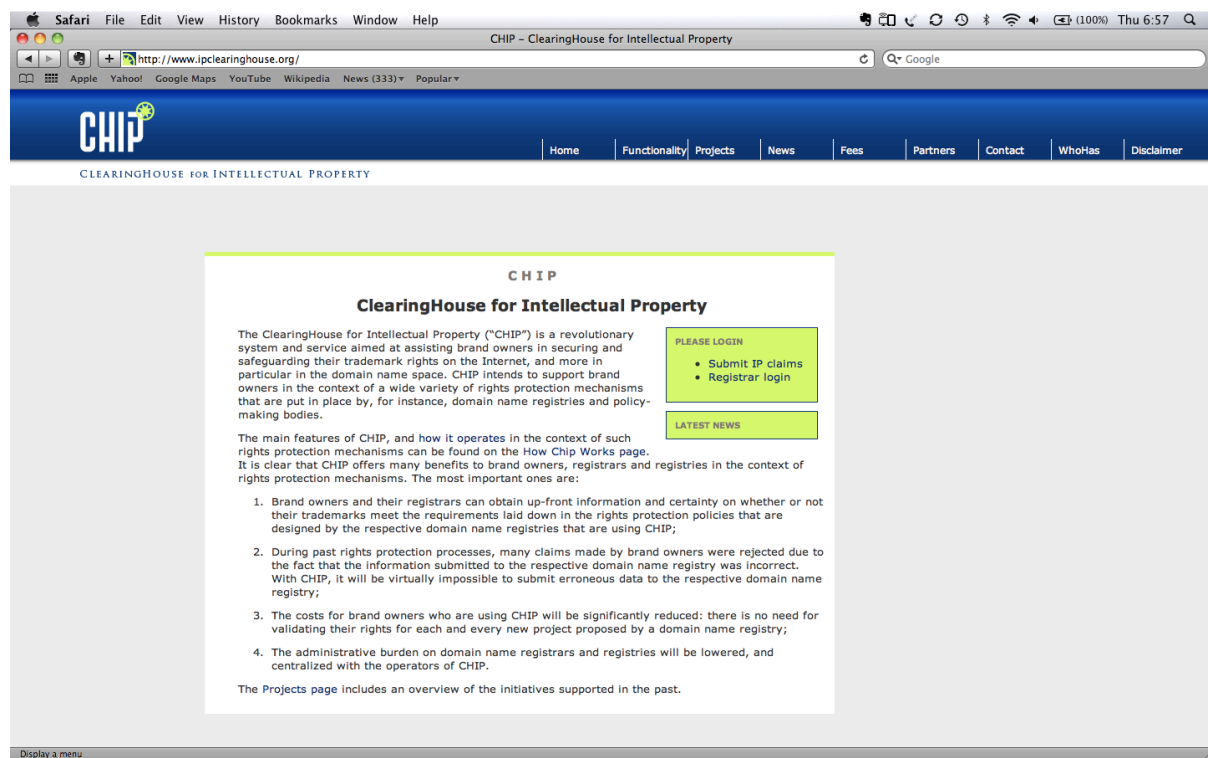 Safari File Edit View History Bookmarks Window Help (100%) Thu 6:57
CHIP – ClearingHouse for Intellectual Property
http://www.ipclearinghouse.org/
Google
Apple Yahoo! Google Maps YouTube Wikipedia News (333) Popular
CHIP
Home Functionality Projects News Fees Partners Contact WhoHas Disclaimer
CLEARINGHOUSE FOR INTELLECTUAL PROPERTY
CHIP
ClearingHouse for Intellectual Property
The ClearingHouse for Intellectual Property (“CHIP”) is a revolutionary
system and service aimed at assisting brand owners in securing and
safeguarding their trademark rights on the Internet, and more in
particular in the domain name space. CHIP intends to support brand
owners in the context of a wide variety of rights protection mechanisms
that are put in place by, for instance, domain name registries and policy-
making bodies.
PLEASE LOGIN
• Submit IP claims
• Registrar login
LATEST NEWS
The main features of CHIP, and how it operates in the context of such
rights protection mechanisms can be found on the How Chip Works page.
It is clear that CHIP offers many benefits to brand owners, registrars and registries in the context of
rights protection mechanisms. The most important ones are:
1. Brand owners and their registrars can obtain up-front information and certainty on whether or not
their trademarks meet the requirements laid down in the rights protection policies that are
designed by the respective domain name registries that are using CHIP;
2. During past rights protection processes, many claims made by brand owners were rejected due to
the fact that the information submitted to the respective domain name registry was incorrect.
With CHIP, it will be virtually impossible to submit erroneous data to the respective domain name
registry;
3. The costs for brand owners who are using CHIP will be significantly reduced: there is no need for
validating their rights for each and every new project proposed by a domain name registry;
4. The administrative burden on domain name registrars and registries will be lowered, and
centralized with the operators of CHIP.
The Projects page includes an overview of the initiatives supported in the past.
Display a menu